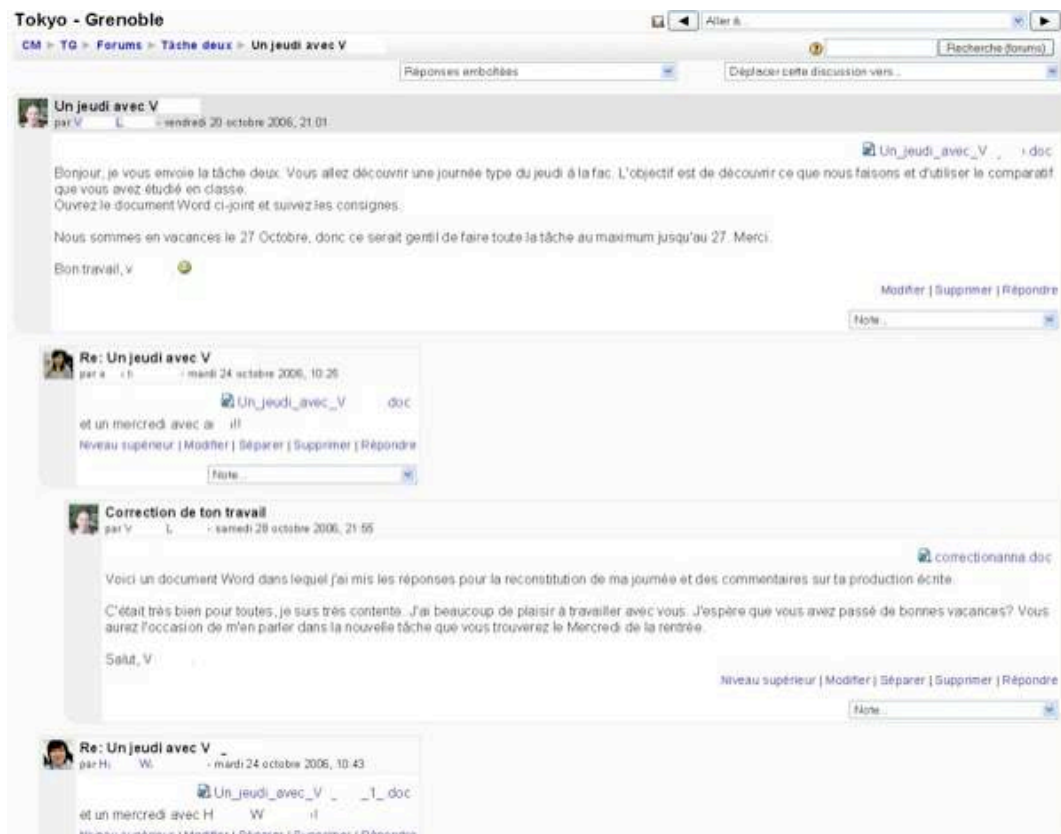 Tokyo - Grenoble
Aller à...
CM ► TG ► Forums ► Tâche deux ► Un jeudi avec V
Recherche (forums)
Réponses emboîtées
Déplacer cette discussion vers...
Un jeudi avec V
par V L - vendredi 20 octobre 2006, 21:01
Un_jeudi_avec_V _ doc
Bonjour, je vous envoie la tâche deux. Vous allez découvrir une journée type du jeudi à la fac. L'objectif est de découvrir ce que nous faisons et d'utiliser le comparatif
que vous avez étudié en classe.
Ouvrez le document Word ci-joint et suivez les consignes.
Nous sommes en vacances le 27 Octobre, donc ce serait gentil de faire toute la tâche au maximum jusqu'au 27. Merci.
Bon travail, v
Modifier | Supprimer | Répondre
Note...
Re: Un jeudi avec V
par a - mardi 24 octobre 2006, 10:26
Un_jeudi_avec_V doc
et un mercredi avec a !!!
Niveau supérieur | Modifier | Séparer | Supprimer | Répondre
Note...
Correction de ton travail
par V L - samedi 28 octobre 2006, 21:55
correctionanna.doc
Voici un document Word dans lequel j'ai mis les réponses pour la reconstitution de ma journée et des commentaires sur ta production écrite.
C'était très bien pour toutes, je suis très contente. J'ai beaucoup de plaisir à travailler avec vous. J'espère que vous avez passé de bonnes vacances? Vous
aurez l'occasion de m'en parler dans la nouvelle tâche que vous trouverez le Mercredi de la rentrée.
Salut, V
Niveau supérieur | Modifier | Séparer | Supprimer | Répondre
Note...
Re: Un jeudi avec V _
par H W - mardi 24 octobre 2006, 10:43
Un_jeudi_avec_V _ _1_.doc
et un mercredi avec H W
Niveau supérieur | Modifier | Séparer | Supprimer | Répondre